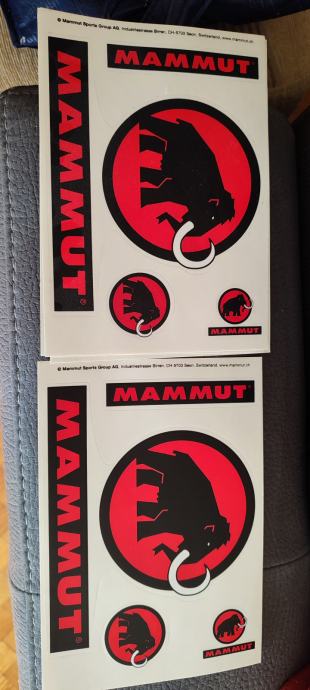 © Mammut Sports Group AG, Industriestrasse Birren, CH-5703 Seon, Switzerland, www.mammut.ch
MAMMUT®
MAMMUT®
MAMMUT
© Mammut Sports Group AG, Industriestrasse Birren, CH-5703 Seon, Switzerland, www.mammut.ch
MAMMUT®
MAMMUT®
MAMMUT